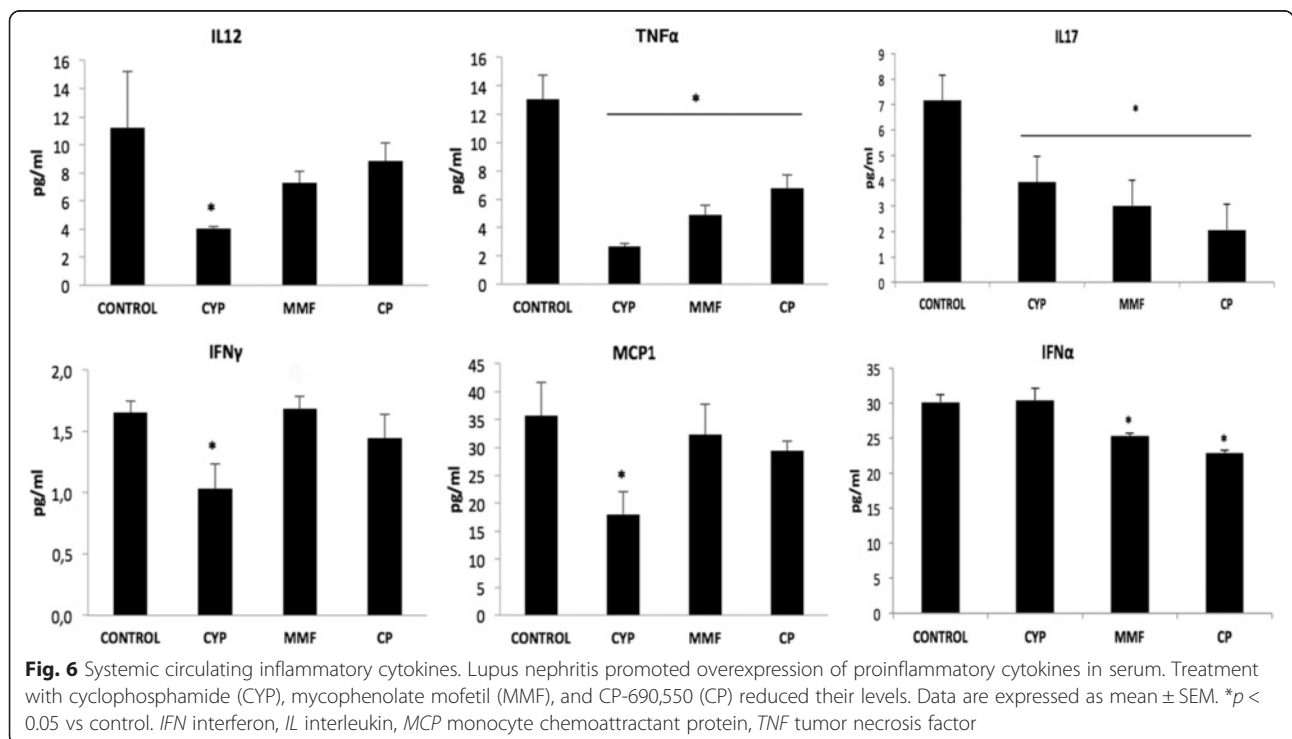 IL12
16
14
12
10
8
6
4
2
0
pg/ml
*
CONTROL CYP MMF CP
TNFα
16
14
12
10
8
6
4
2
0
pg/ml
*
CONTROL CYP MMF CP
IL17
9
8
7
6
5
4
3
2
1
0
pg/ml
*
CONTROL CYP MMF CP
IFNγ
2,0
1,5
1,0
0,5
0,0
pg/ml
*
CONTROL CYP MMF CP
MCP1
45
40
35
30
25
20
15
10
5
0
pg/ml
*
CONTROL CYP MMF CP
IFNα
35
30
25
20
15
10
5
0
pg/ml
* *
CONTROL CYP MMF CP
Fig. 6 Systemic circulating inflammatory cytokines. Lupus nephritis promoted overexpression of proinflammatory cytokines in serum. Treatment
with cyclophosphamide (CYP), mycophenolate mofetil (MMF), and CP-690,550 (CP) reduced their levels. Data are expressed as mean ± SEM. *p <
0.05 vs control. IFN interferon, IL interleukin, MCP monocyte chemoattractant protein, TNF tumor necrosis factor